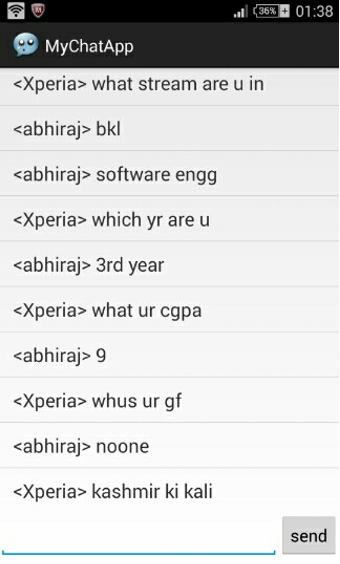 36% 01:38
MyChatApp
<Xperia> what stream are u in
<abhiraj> bkl
<abhiraj> software engg
<Xperia> which yr are u
<abhiraj> 3rd year
<Xperia> what ur cgpa
<abhiraj> 9
<Xperia> whus ur gf
<abhiraj> noone
<Xperia> kashmir ki kali
send